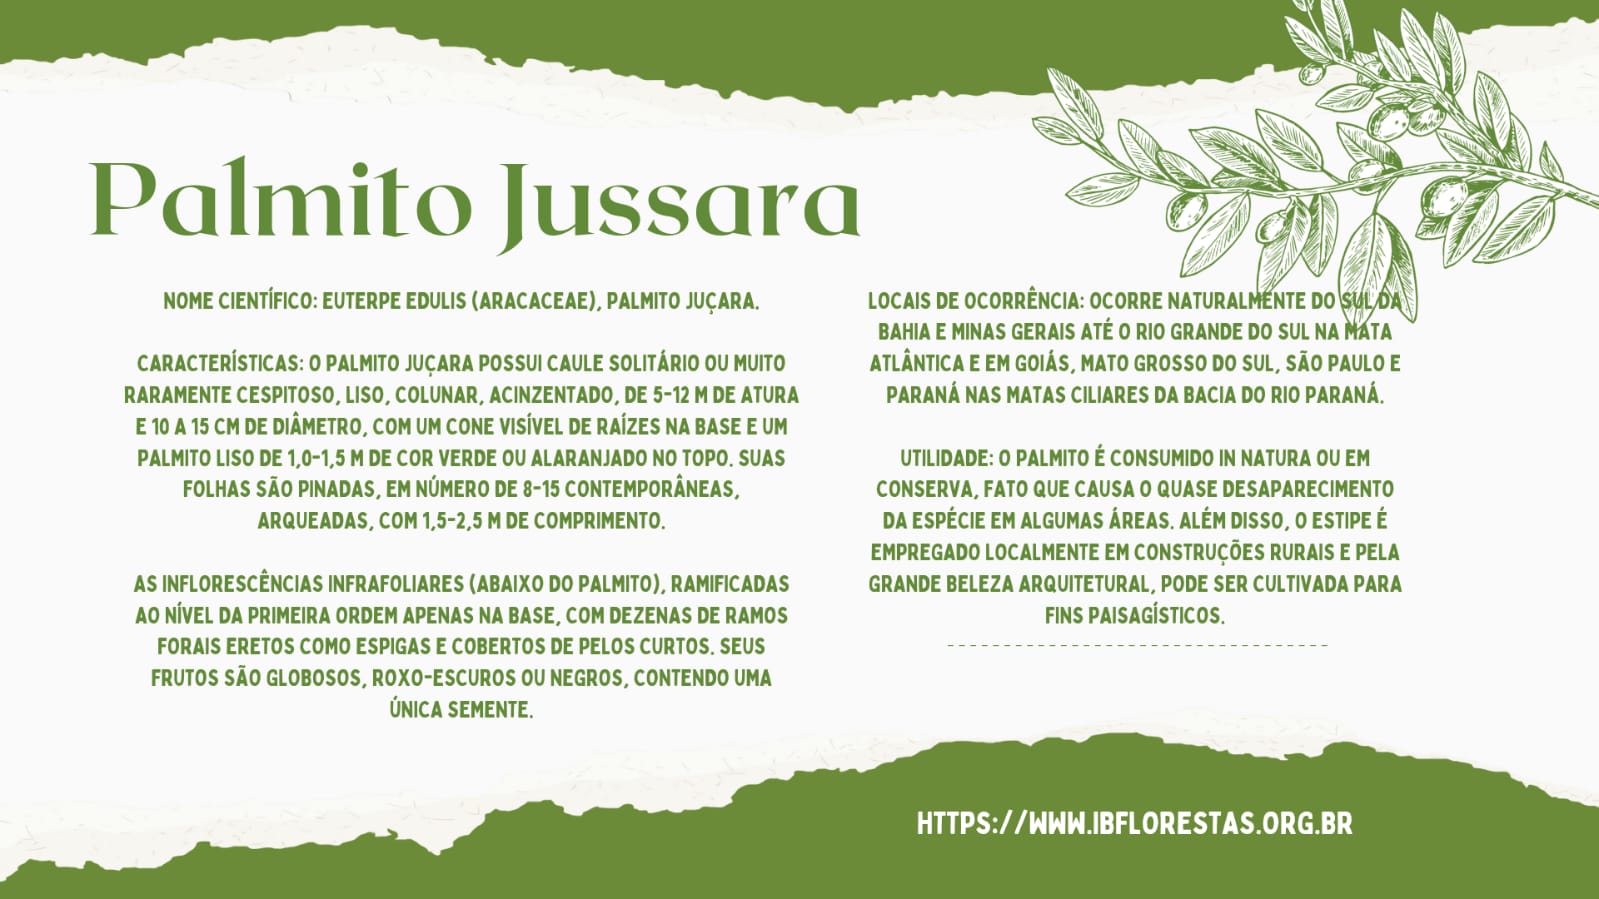 Palmito Jussara
NOME CIENTÍFICO: EUTERPE EDULIS (ARACACEAE), PALMITO JUÇARA.
CARACTERÍSTICAS: O PALMITO JUÇARA POSSUI CAULE SOLITÁRIO OU MUITO
RARAMENTE CESPITOSO, LISO, COLUNAR, ACINZENTADO, DE 5-12 M DE ATURA
E 10 A 15 CM DE DIÂMETRO, COM UM CONE VISÍVEL DE RAÍZES NA BASE E UM
PALMITO LISO DE 1,0-1,5 M DE COR VERDE OU ALARANJADO NO TOPO. SUAS
FOLHAS SÃO PINADAS, EM NÚMERO DE 8-15 CONTEMPORÂNEAS,
ARQUEADAS, COM 1,5-2,5 M DE COMPRIMENTO.
AS INFLORESCÊNCIAS INFRAFOLIARES (ABAIXO DO PALMITO), RAMIFICADAS
AO NÍVEL DA PRIMEIRA ORDEM APENAS NA BASE, COM DEZENAS DE RAMOS
FORAIS ERETOS COMO ESPIGAS E COBERTOS DE PELOS CURTOS. SEUS
FRUTOS SÃO GLOBOSOS, ROXO-ESCUROS OU NEGROS, CONTENDO UMA
ÚNICA SEMENTE.
LOCAIS DE OCORRÊNCIA: OCORRE NATURALMENTE DO SUL DA
BAHIA E MINAS GERAIS ATÉ O RIO GRANDE DO SUL NA MATA
ATLÂNTICA E EM GOIÁS, MATO GROSSO DO SUL, SÃO PAULO E
PARANÁ NAS MATAS CILIARES DA BACIA DO RIO PARANÁ.
UTILIDADE: O PALMITO É CONSUMIDO IN NATURA OU EM
CONSERVA, FATO QUE CAUSA O QUASE DESAPARECIMENTO
DA ESPÉCIE EM ALGUMAS ÁREAS. ALÉM DISSO, O ESTIPE É
EMPREGADO LOCALMENTE EM CONSTRUÇÕES RURAIS E PELA
GRANDE BELEZA ARQUITETURAL, PODE SER CULTIVADA PARA
FINS PAISAGÍSTICOS.
----------------------------------
HTTPS://WWW.IBFLORESTAS.ORG.BR